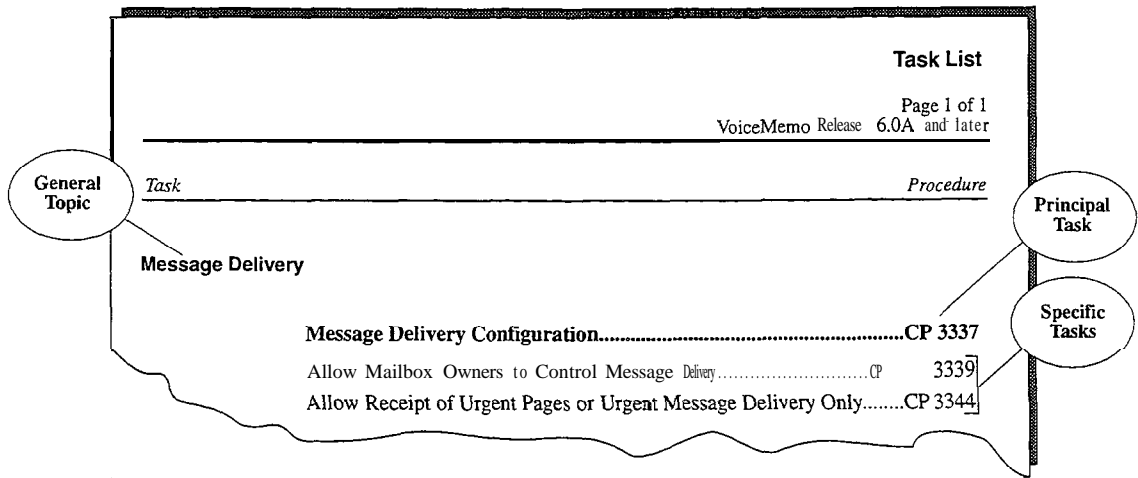 Task List
Page 1 of 1
VoiceMemo Release 6.0A and later
General
Topic
Task Procedure
Principal
Task
Message Delivery
Specific
Tasks
Message Delivery Configuration..............................................CP 3337
Allow Mailbox Owners to Control Message Delivery............................CP 3339
Allow Receipt of Urgent Pages or Urgent Message Delivery Only........CP 3344